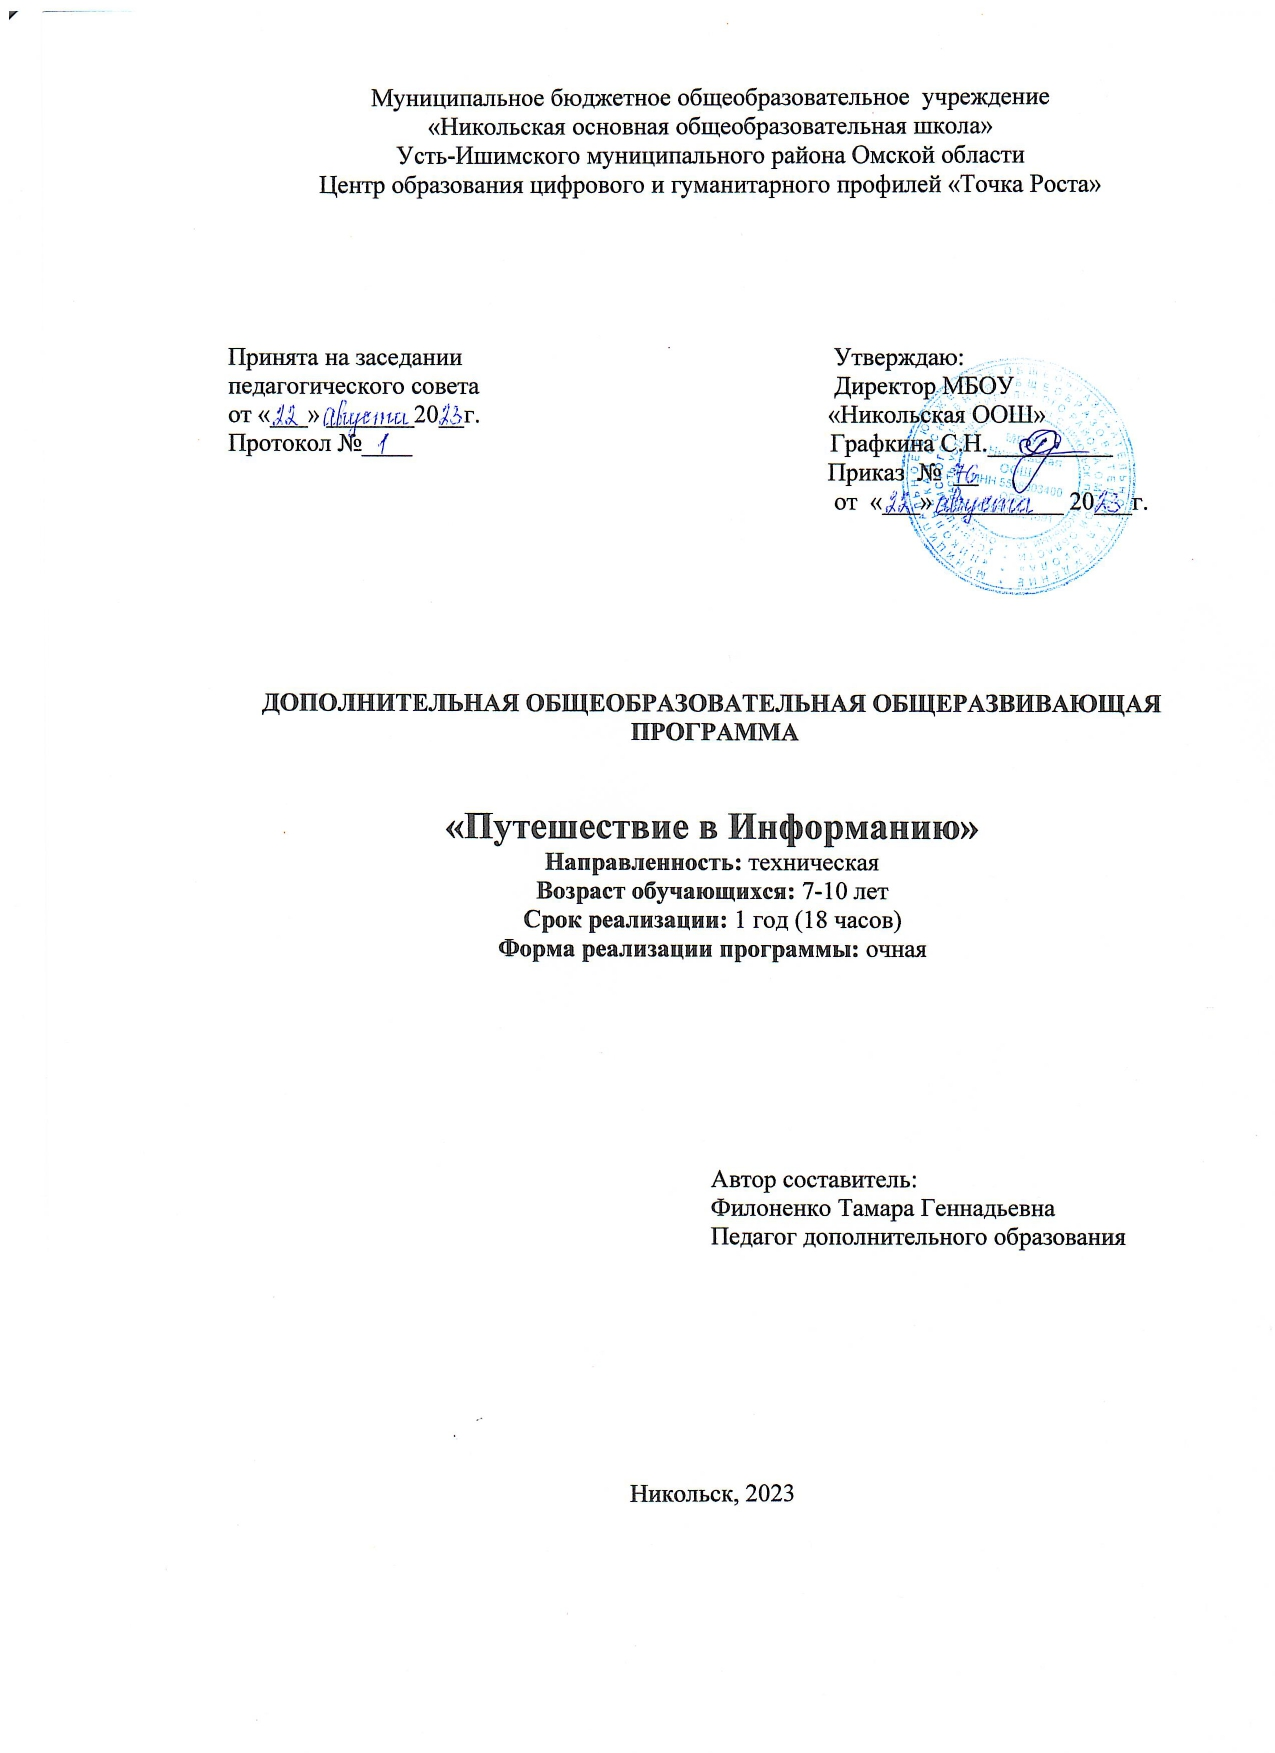 Муниципальное бюджетное общеобразовательное учреждение
«Никольская основная общеобразовательная школа»
Усть-Ишимского муниципального района Омской области
Центр образования цифрового и гуманитарного профилей «Точка Роста»
Принята на заседании
педагогического совета
от «22» августа 2023г.
Протокол № 1
Утверждаю:
Директор МБОУ
«Никольская ООШ»
Графкина С.Н.
Приказ № 76
от «22» августа 2023 г.
ДОПОЛНИТЕЛЬНАЯ ОБЩЕОБРАЗОВАТЕЛЬНАЯ ОБЩЕРАЗВИВАЮЩАЯ
ПРОГРАММА
«Путешествие в Информанию»
Направленность: техническая
Возраст обучающихся: 7-10 лет
Срок реализации: 1 год (18 часов)
Форма реализации программы: очная
Автор составитель:
Филоненко Тамара Геннадьевна
Педагог дополнительного образования
Никольск, 2023